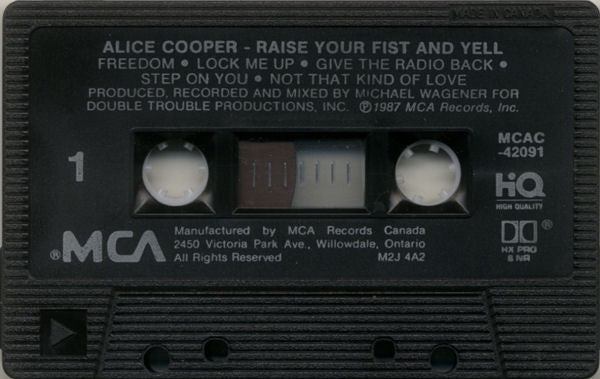 MADE IN CANADA
ALICE COOPER - RAISE YOUR FIST AND YELL
FREEDOM • LOCK ME UP • GIVE THE RADIO BACK •
STEP ON YOU • NOT THAT KIND OF LOVE
PRODUCED, RECORDED AND MIXED BY MICHAEL WAGENER FOR
DOUBLE TROUBLE PRODUCTIONS, INC. ℗1987 MCA Records, Inc.
MCAC
-42091
1
HiQ
HIGH QUALITY
®MCA
Manufactured by MCA Records Canada
2450 Victoria Park Ave., Willowdale, Ontario
All Rights Reserved M2J 4A2
HX PRO
B NR